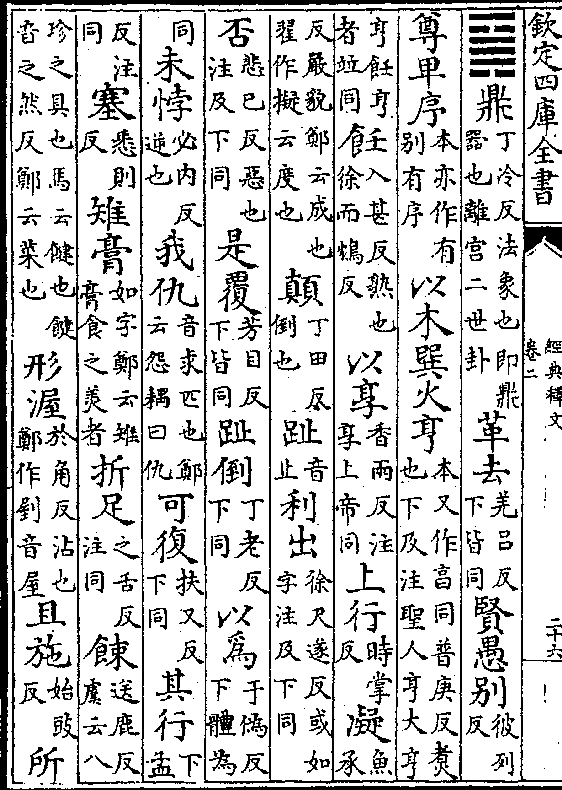 欽定四庫全書
經典釋文
卷二
二十六
䷱鼎丁冷反法象也即鼎器也離宮二世卦革去羌呂反下皆同賢愚别彼列反
尊卑序本亦作有别有序以木巽火亨本又作亯同普庚反煑也下及注聖人亨大亨
亨飪亨者竝同飪入甚反熟也徐而鴆反以享香兩反注享上帝同上行時掌反凝魚承
反嚴貌鄭云成也翟作擬云度也顛丁田反倒也趾音止利出徐尺遂反或如字注及下同
否悲已反惡也注及下同是覆芳目反下皆同趾倒丁老反下同以爲于偽反下體為
同未悖必内反逆也我仇音求匹也鄭云怨耦曰仇可復扶又反下同其行下孟
反注同塞悉則反雉膏如字鄭云雉膏食之美者折足之舌反注同餗送鹿反虞云八
珍之具也馬云健也健音之然反鄭云菜也形渥於角反沾也鄭作剭音屋且施始豉反所